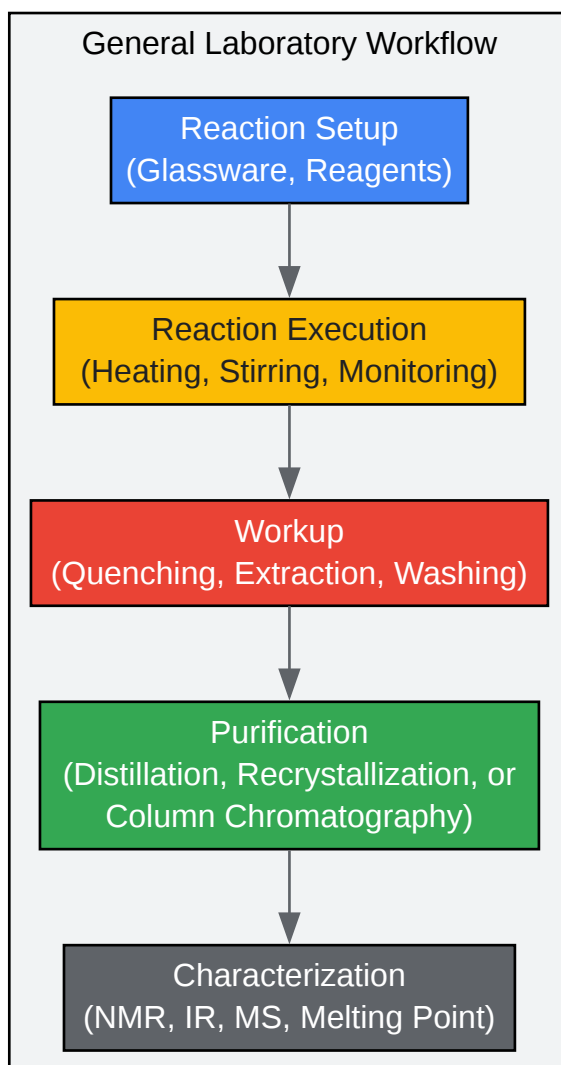 General Laboratory Workflow
Reaction Setup
(Glassware, Reagents)
Reaction Execution
(Heating, Stirring, Monitoring)
Workup
(Quenching, Extraction, Washing)
Purification
(Distillation, Recrystallization, or
Column Chromatography)
Characterization
(NMR, IR, MS, Melting Point)